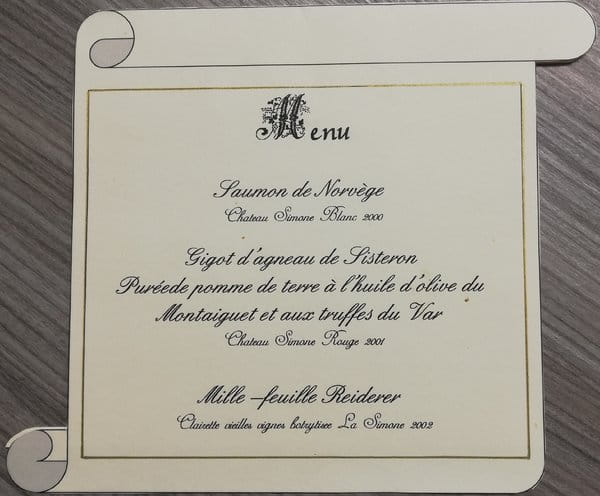 Menu
Saumon de Norvège
Chateau Simone Blanc 2000
Gigot d'agneau de Sisteron
Puréede pomme de terre à l'huile d'olive du
Montaiguet et aux truffes du Var
Chateau Simone Rouge 2001
Mille -feuille Reiderer
Clairette vieilles vignes botrytisee La Simone 2002